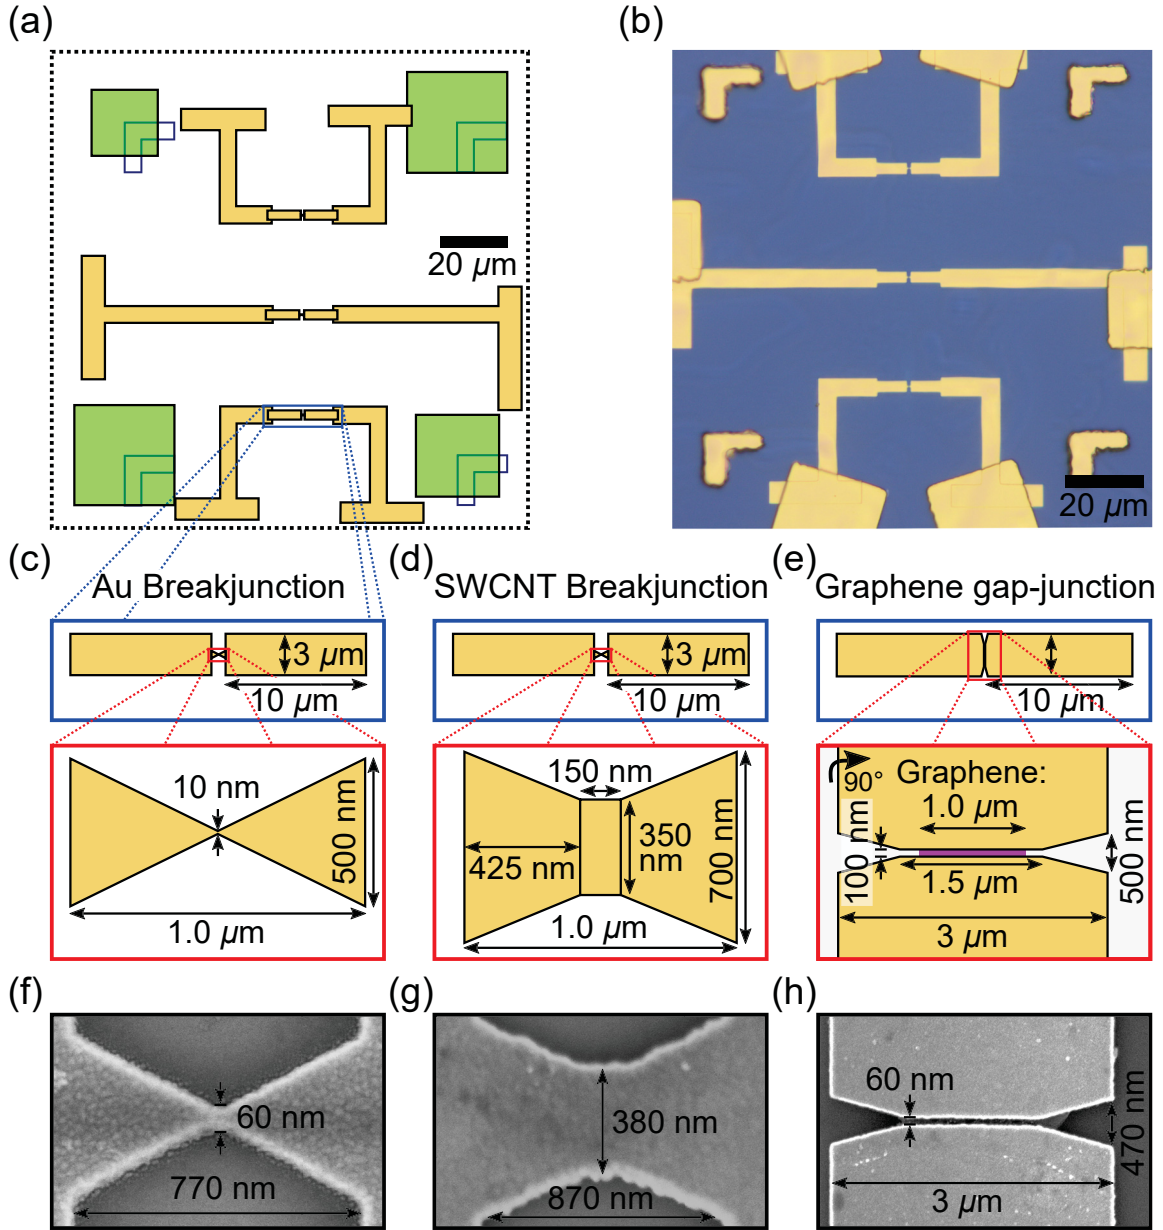 (a)
(b)
20 µm
20 µm
(c)
(d)
(e)
Au Breakjunction
SWCNT Breakjunction
Graphene gap-junction
3 µm
10 µm
3 µm
10 µm
10 µm
10 nm
500 nm
1.0 µm
150 nm
425 nm
350
nm
700 nm
1.0 µm
90°
Graphene:
1.0 µm
100 nm
1.5 µm
500 nm
3 µm
(f)
(g)
(h)
60 nm
770 nm
380 nm
870 nm
60 nm
470 nm
3 µm